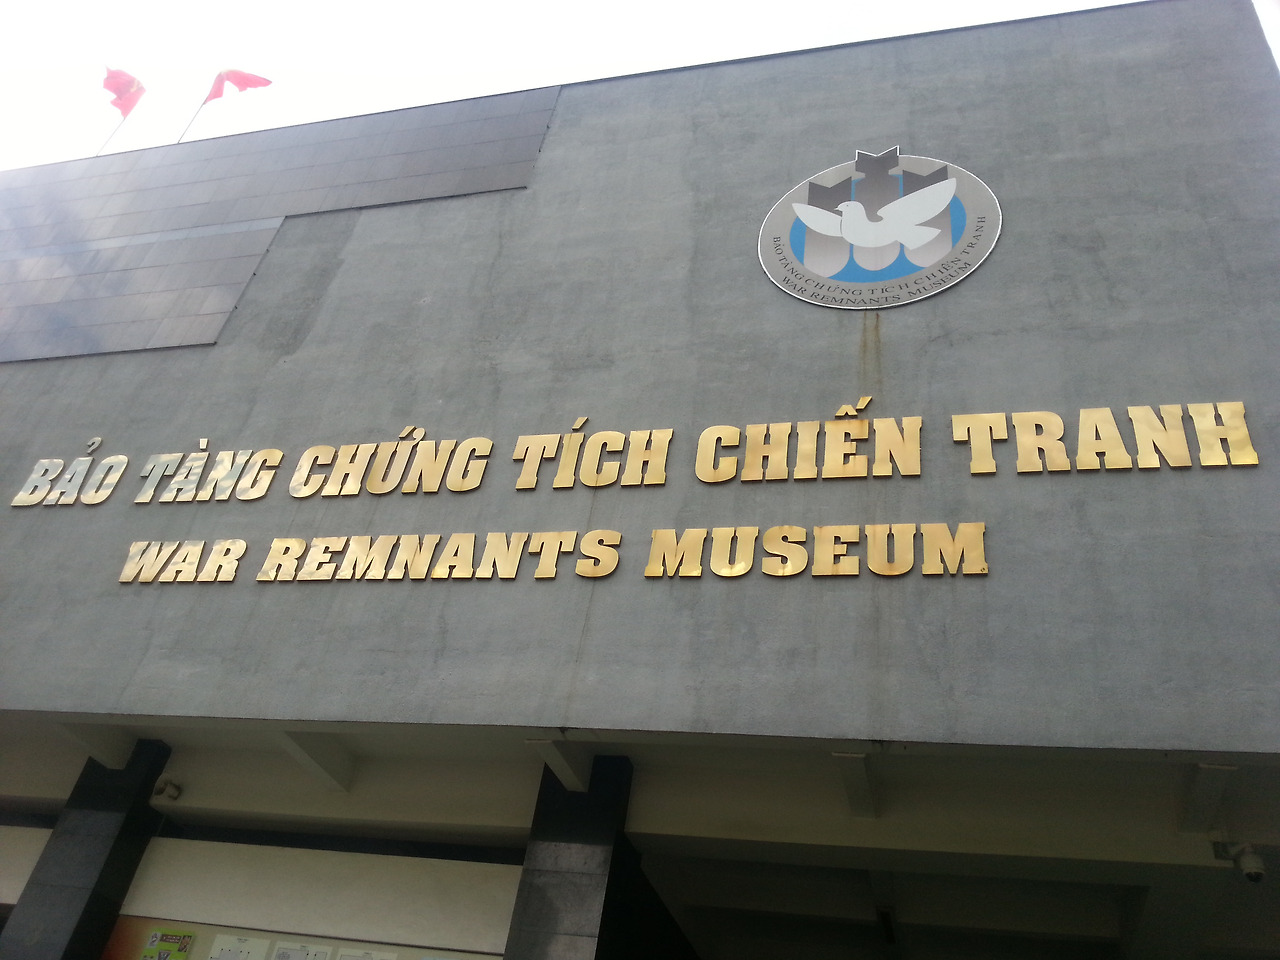 BẢO TÀNG CHỨNG TÍCH CHIẾN TRANH
WAR REMNANTS MUSEUM
BẢO TÀNG CHỨNG TÍCH CHIẾN TRANH
WAR REMNANTS MUSEUM